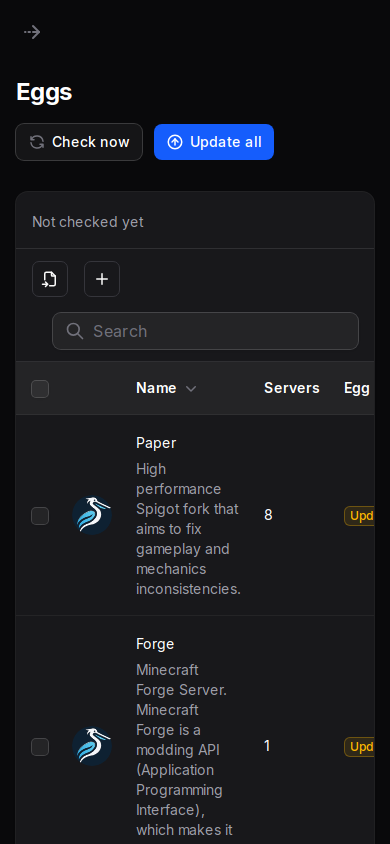 Eggs
Check now
Update all
Not checked yet
Search
Name
Servers
Egg
Paper
High
performance
Spigot fork that
aims to fix
gameplay and
mechanics
inconsistencies.
8
Upd
Forge
Minecraft
Forge Server.
Minecraft
Forge is a
modding API
(Application
Programming
Interface),
which makes it
1
Upd